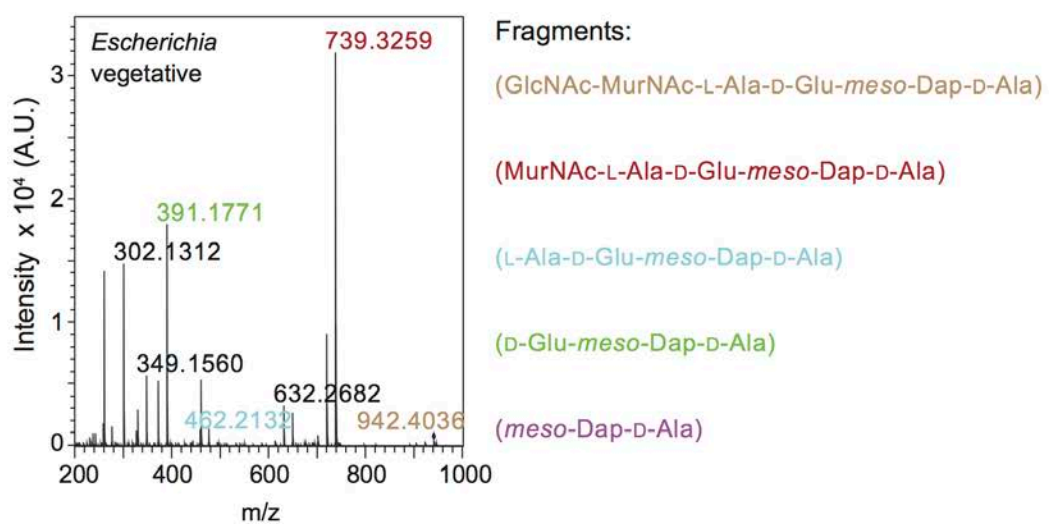 Escherichia
vegetative
739.3259
391.1771
302.1312
349.1560
632.2682
462.2132
942.4036
Intensity x 10⁴ (A.U.)
3
2
1
0
200
400
600
800
1000
m/z
Fragments:
(GlcNAc-MurNAc-L-Ala-D-Glu-meso-Dap-D-Ala)
(MurNAc-L-Ala-D-Glu-meso-Dap-D-Ala)
(L-Ala-D-Glu-meso-Dap-D-Ala)
(D-Glu-meso-Dap-D-Ala)
(meso-Dap-D-Ala)